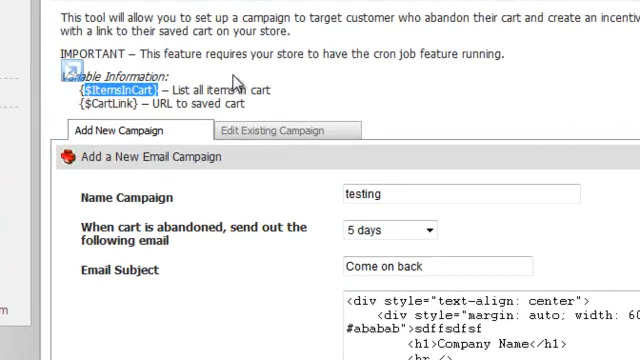 This tool will allow you to set up a campaign to target customer who abandon their cart and create an incenti
with a link to their saved cart on your store.
IMPORTANT – This feature requires your store to have the cron job feature running.
Variable Information:
{$ItemsInCart} – List all items in cart
{$CartLink} – URL to saved cart
Add New Campaign
Edit Existing Campaign
Add a New Email Campaign
Name Campaign
testing
When cart is abandoned, send out the
following email
5 days
Email Subject
Come on back
<div style="text-align: center">
<div style="margin: auto; width: 60
#ababab">sdffsdfsf
<h1>Company Name</h1>
<hr />
m